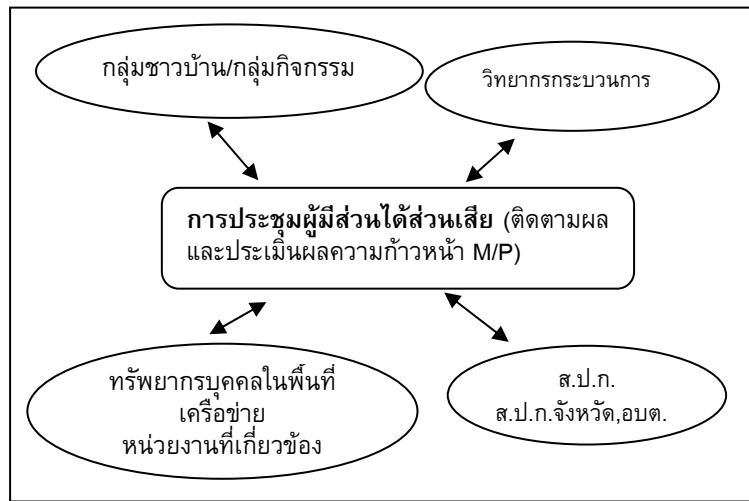 กลุ่มชาวบ้าน/กลุ่มกิจกรรม
วิทยากรกระบวนการ
การประชุมผู้มีส่วนได้ส่วนเสีย (ติดตามผล
และประเมินผลความก้าวหน้า M/P)
ทรัพยากรบุคคลในพื้นที่
เครือข่าย
หน่วยงานที่เกี่ยวข้อง
ส.ป.ก.
ส.ป.ก.จังหวัด,อบต.